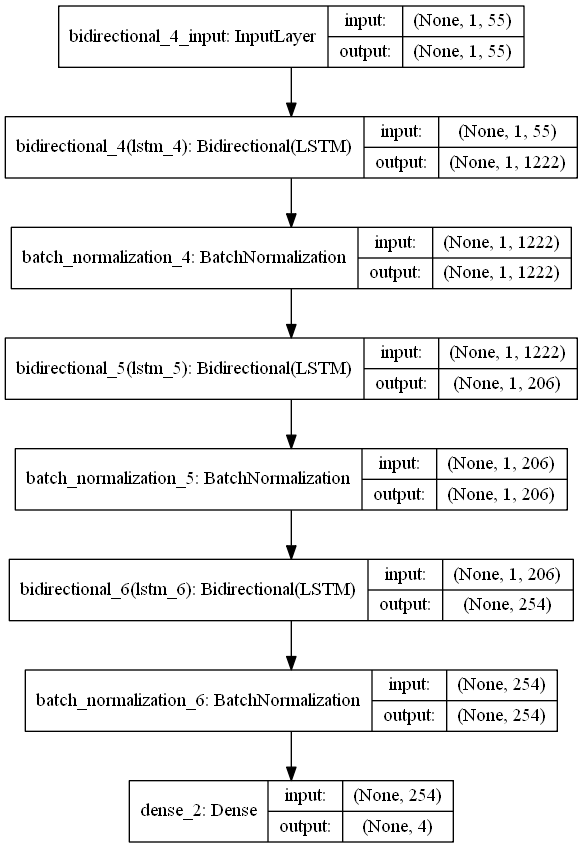 bidirectional_4_input: InputLayer
input: (None, 1, 55)
output: (None, 1, 55)
bidirectional_4(lstm_4): Bidirectional(LSTM)
input: (None, 1, 55)
output: (None, 1, 1222)
batch_normalization_4: BatchNormalization
input: (None, 1, 1222)
output: (None, 1, 1222)
bidirectional_5(lstm_5): Bidirectional(LSTM)
input: (None, 1, 1222)
output: (None, 1, 206)
batch_normalization_5: BatchNormalization
input: (None, 1, 206)
output: (None, 1, 206)
bidirectional_6(lstm_6): Bidirectional(LSTM)
input: (None, 1, 206)
output: (None, 254)
batch_normalization_6: BatchNormalization
input: (None, 254)
output: (None, 254)
dense_2: Dense
input: (None, 254)
output: (None, 4)